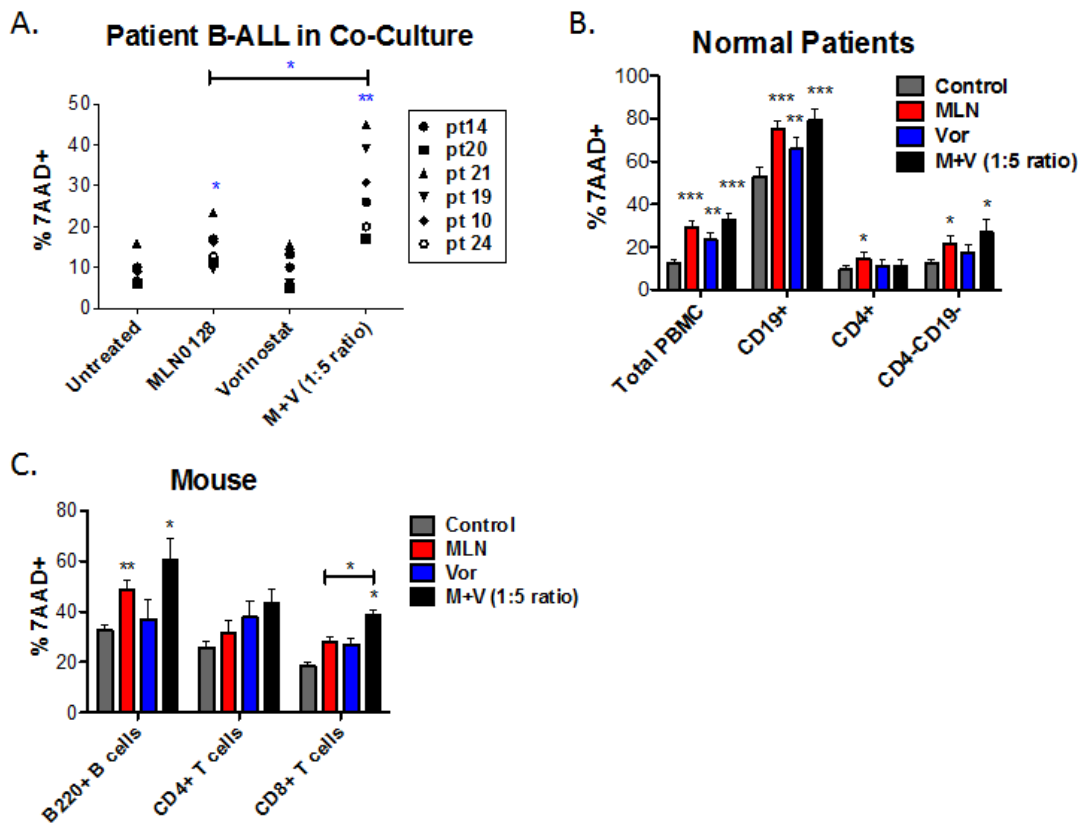 A.
Patient B-ALL in Co-Culture
*
**
*
% 7AAD+
50
40
30
20
10
0
Untreated
MLN0128
Vorinostat
M+V (1:5 ratio)
pt14
pt20
pt 21
pt 19
pt 10
pt 24
B.
Normal Patients
%7AAD+
100
80
60
40
20
0
*** ** ***
*** ** ***
*
* *
Total PBMC
CD19+
CD4+
CD4-CD19-
Control
MLN
Vor
M+V (1:5 ratio)
C.
Mouse
% 7AAD+
80
60
40
20
0
** *
*
*
B220+ B cells
CD4+ T cells
CD8+ T cells
Control
MLN
Vor
M+V (1:5 ratio)